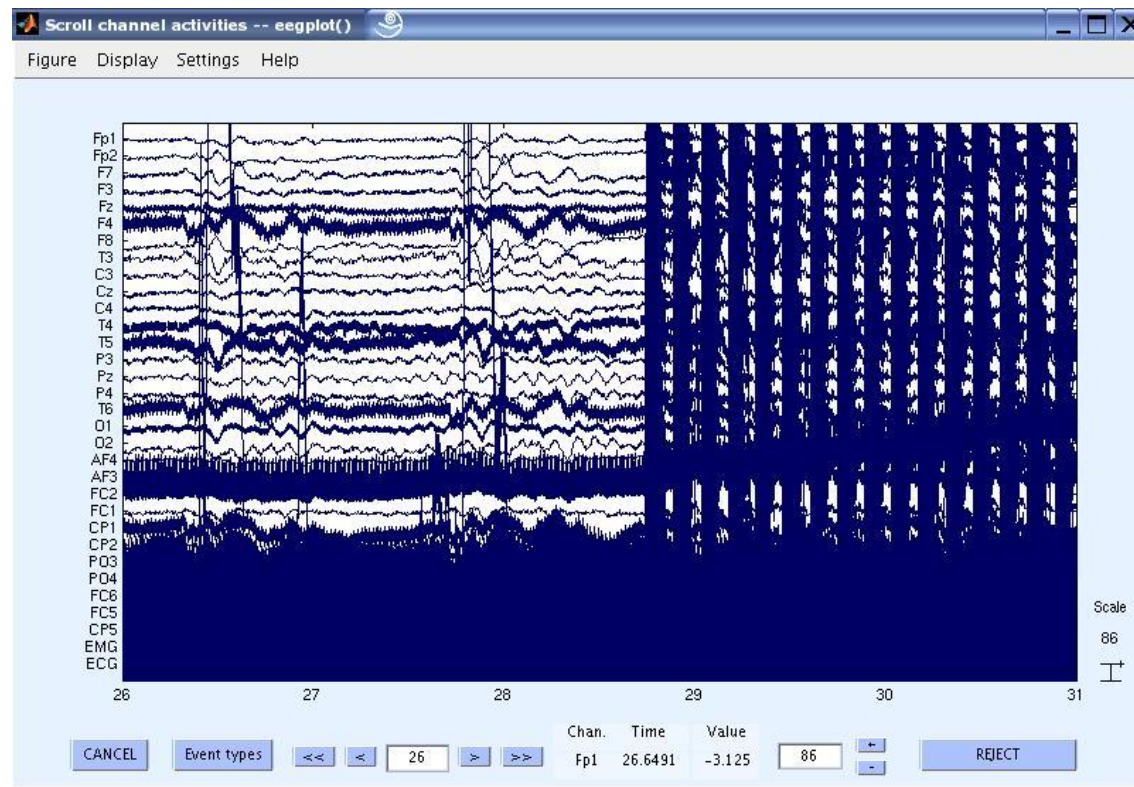 Scroll channel activities -- eegplot()
Figure Display Settings Help
Fp1
Fp2
F7
F3
Fz
F4
F8
T3
C3
Cz
C4
T4
T5
P3
Pz
P4
T6
O1
O2
AF4
AF3
FC2
FC1
CP1
CP2
PO3
PO4
FC6
FC5
CP5
EMG
ECG
Scale
86
26 27 28 29 30 31
Chan. Time Value
CANCEL Event types << < 26 > >> Fp1 26.6491 -3.125 86 + - REJECT